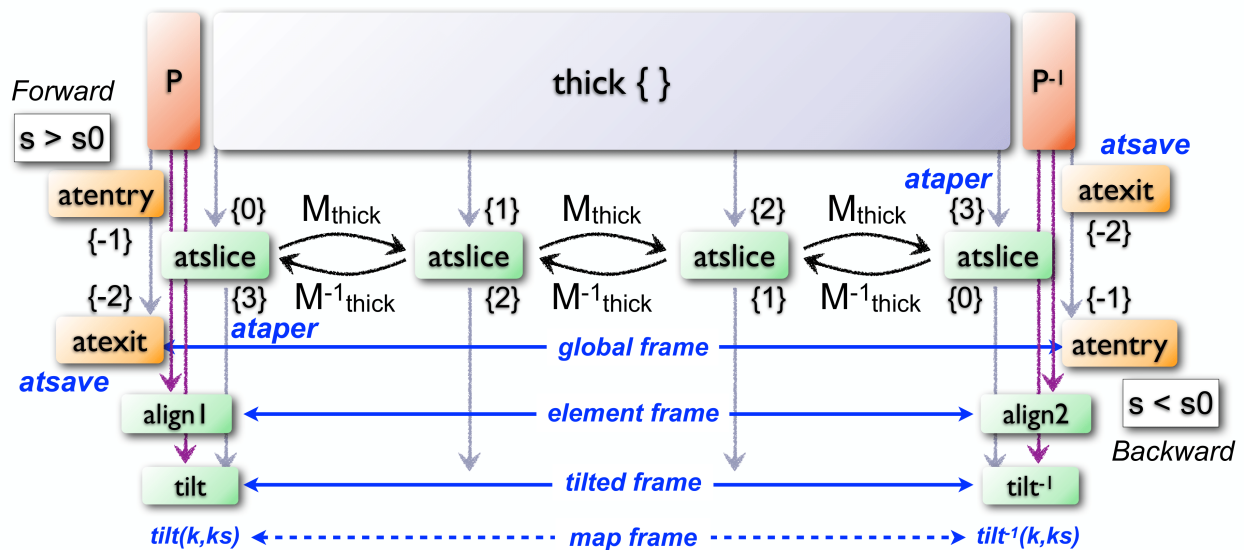 P
thick { }
P-1
Forward
s > s0
atsave
atentry
ataper
atexit
{0}
Mthick
{1}
Mthick
{2}
Mthick
{3}
{-1}
{-2}
atslice
atslice
atslice
atslice
{-2}
{3}
M-1thick
{2}
M-1thick
{1}
M-1thick
{0}
{-1}
atexit
ataper
global frame
atentry
atsave
align1
element frame
align2
s < s0
Backward
tilt
tilted frame
tilt-1
tilt(k,ks)
map frame
tilt-1(k,ks)